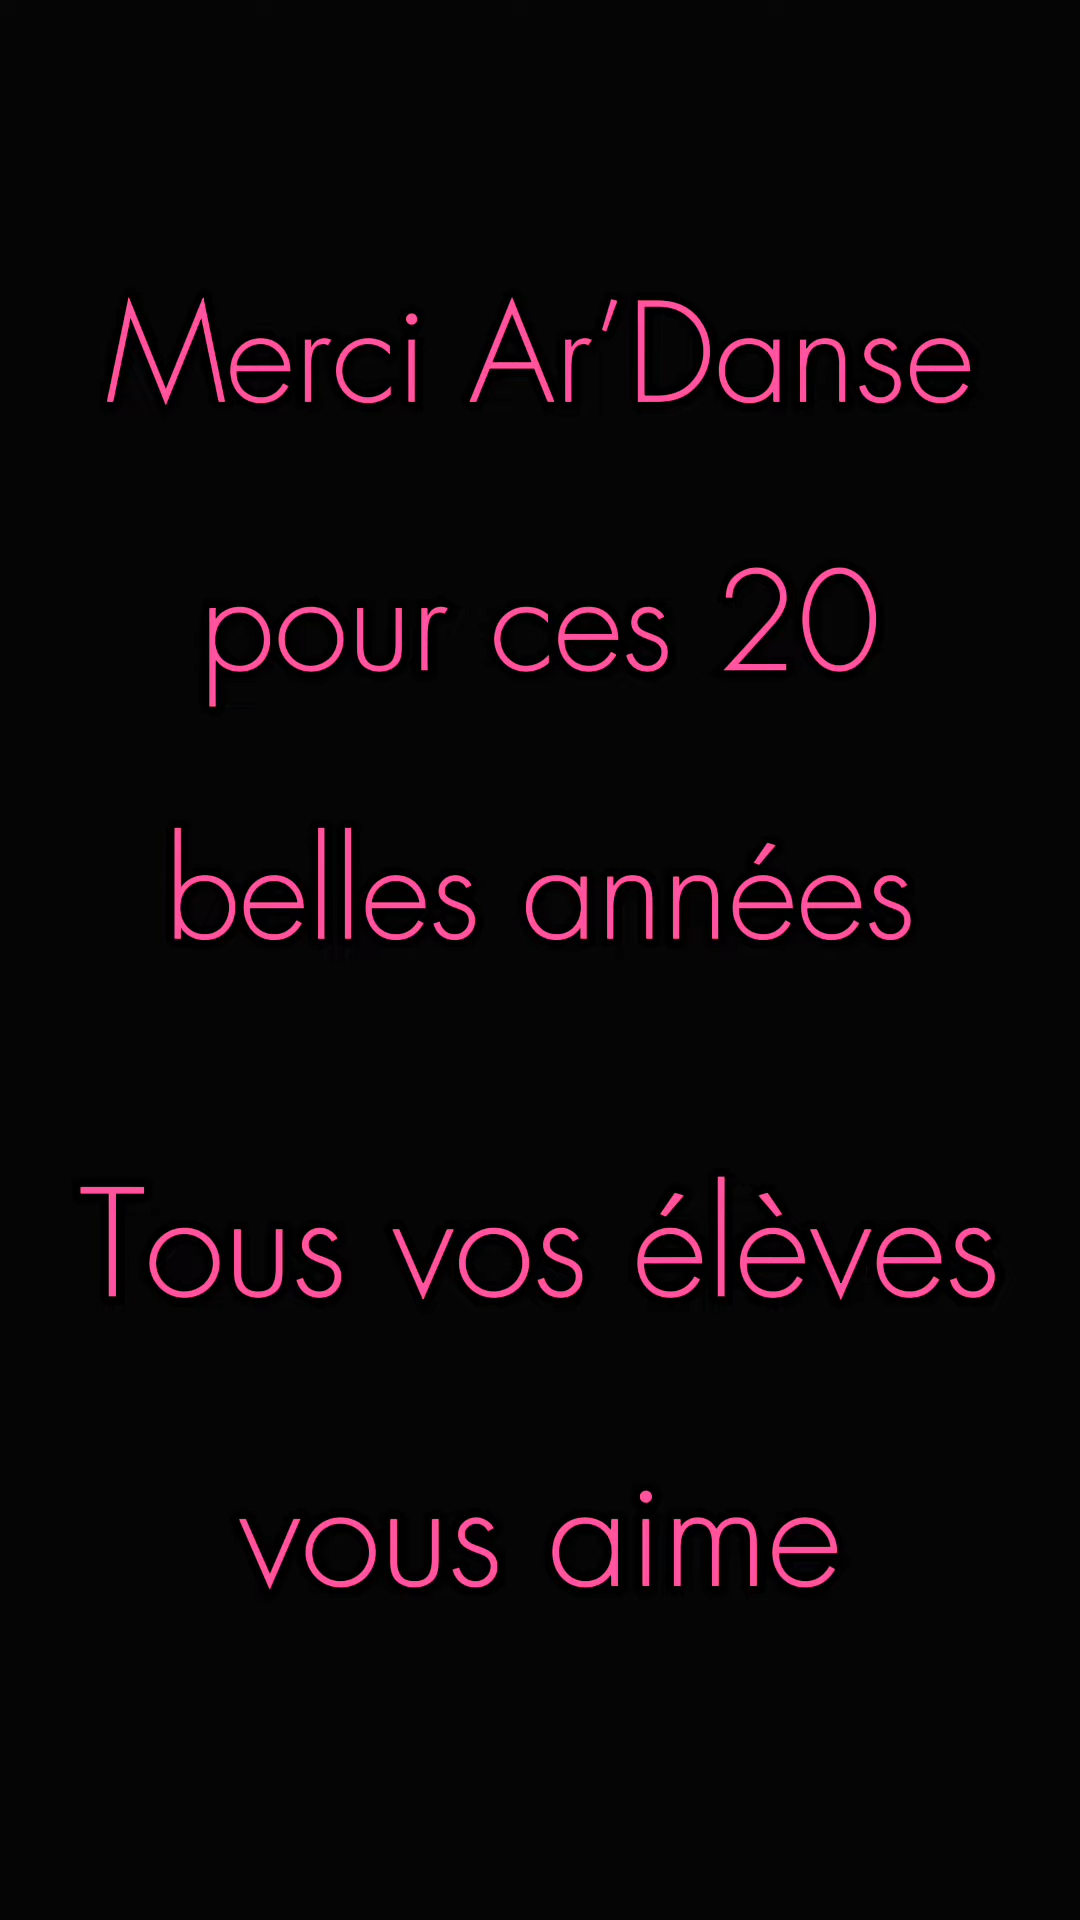 Merci Ar’Danse
pour ces 20
belles années
Tous vos élèves
vous aime